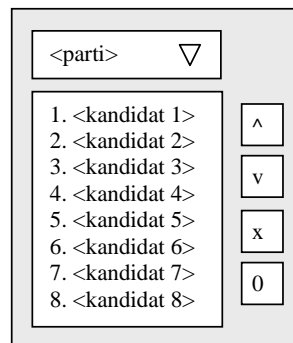 <parti>
1. <kandidat 1>
2. <kandidat 2>
3. <kandidat 3>
4. <kandidat 4>
5. <kandidat 5>
6. <kandidat 6>
7. <kandidat 7>
8. <kandidat 8>
^
v
x
0